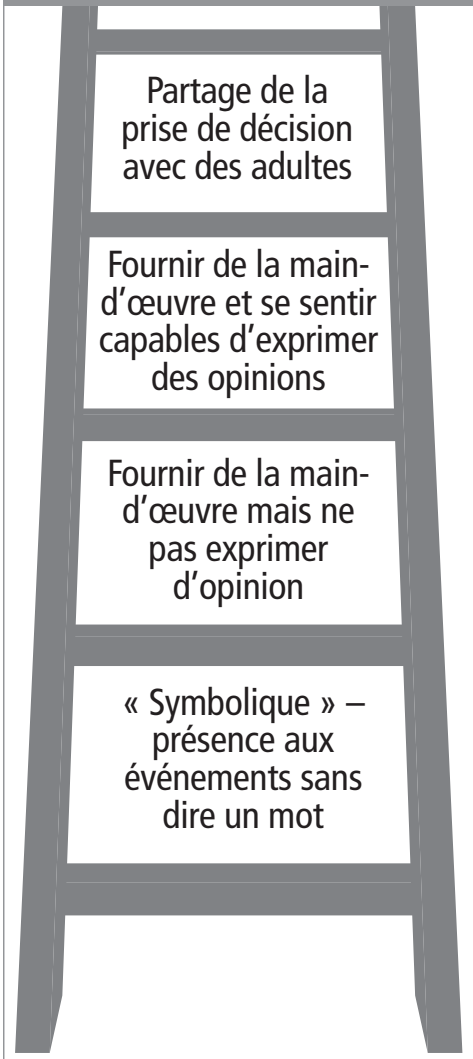 Partage de la
prise de décision
avec des adultes
Fournir de la main-
d’œuvre et se sentir
capables d’exprimer
des opinions
Fournir de la main-
d’œuvre mais ne
pas exprimer
d’opinion
« Symbolique » –
présence aux
événements sans
dire un mot